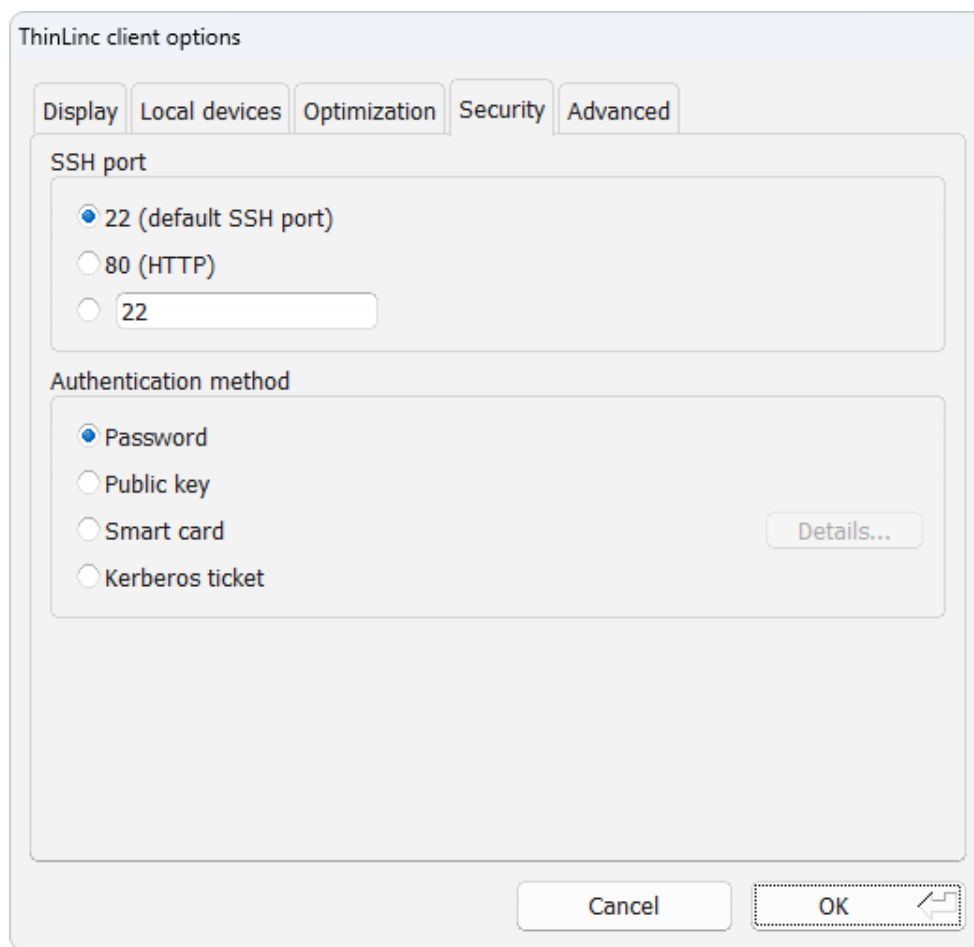 ThinLinc client options
Display Local devices Optimization Security Advanced
SSH port
22 (default SSH port)
80 (HTTP)
22
Authentication method
Password
Public key
Smart card Details...
Kerberos ticket
Cancel OK